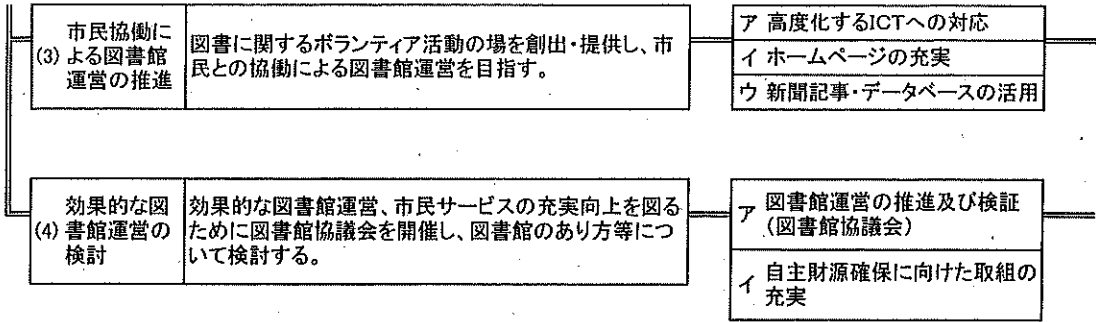 (3) 市民協働に
よる図書館
運営の推進
図書に関するボランティア活動の場を創出・提供し、市
民との協働による図書館運営を目指す。
ア 高度化するICTへの対応
イ ホームページの充実
ウ 新聞記事・データベースの活用
(4) 効果的な図
書館運営の
検討
効果的な図書館運営、市民サービスの充実向上を図る
ために図書館協議会を開催し、図書館のあり方等につ
いて検討する。
ア 図書館運営の推進及び検証
(図書館協議会)
イ 自主財源確保に向けた取組の
充実